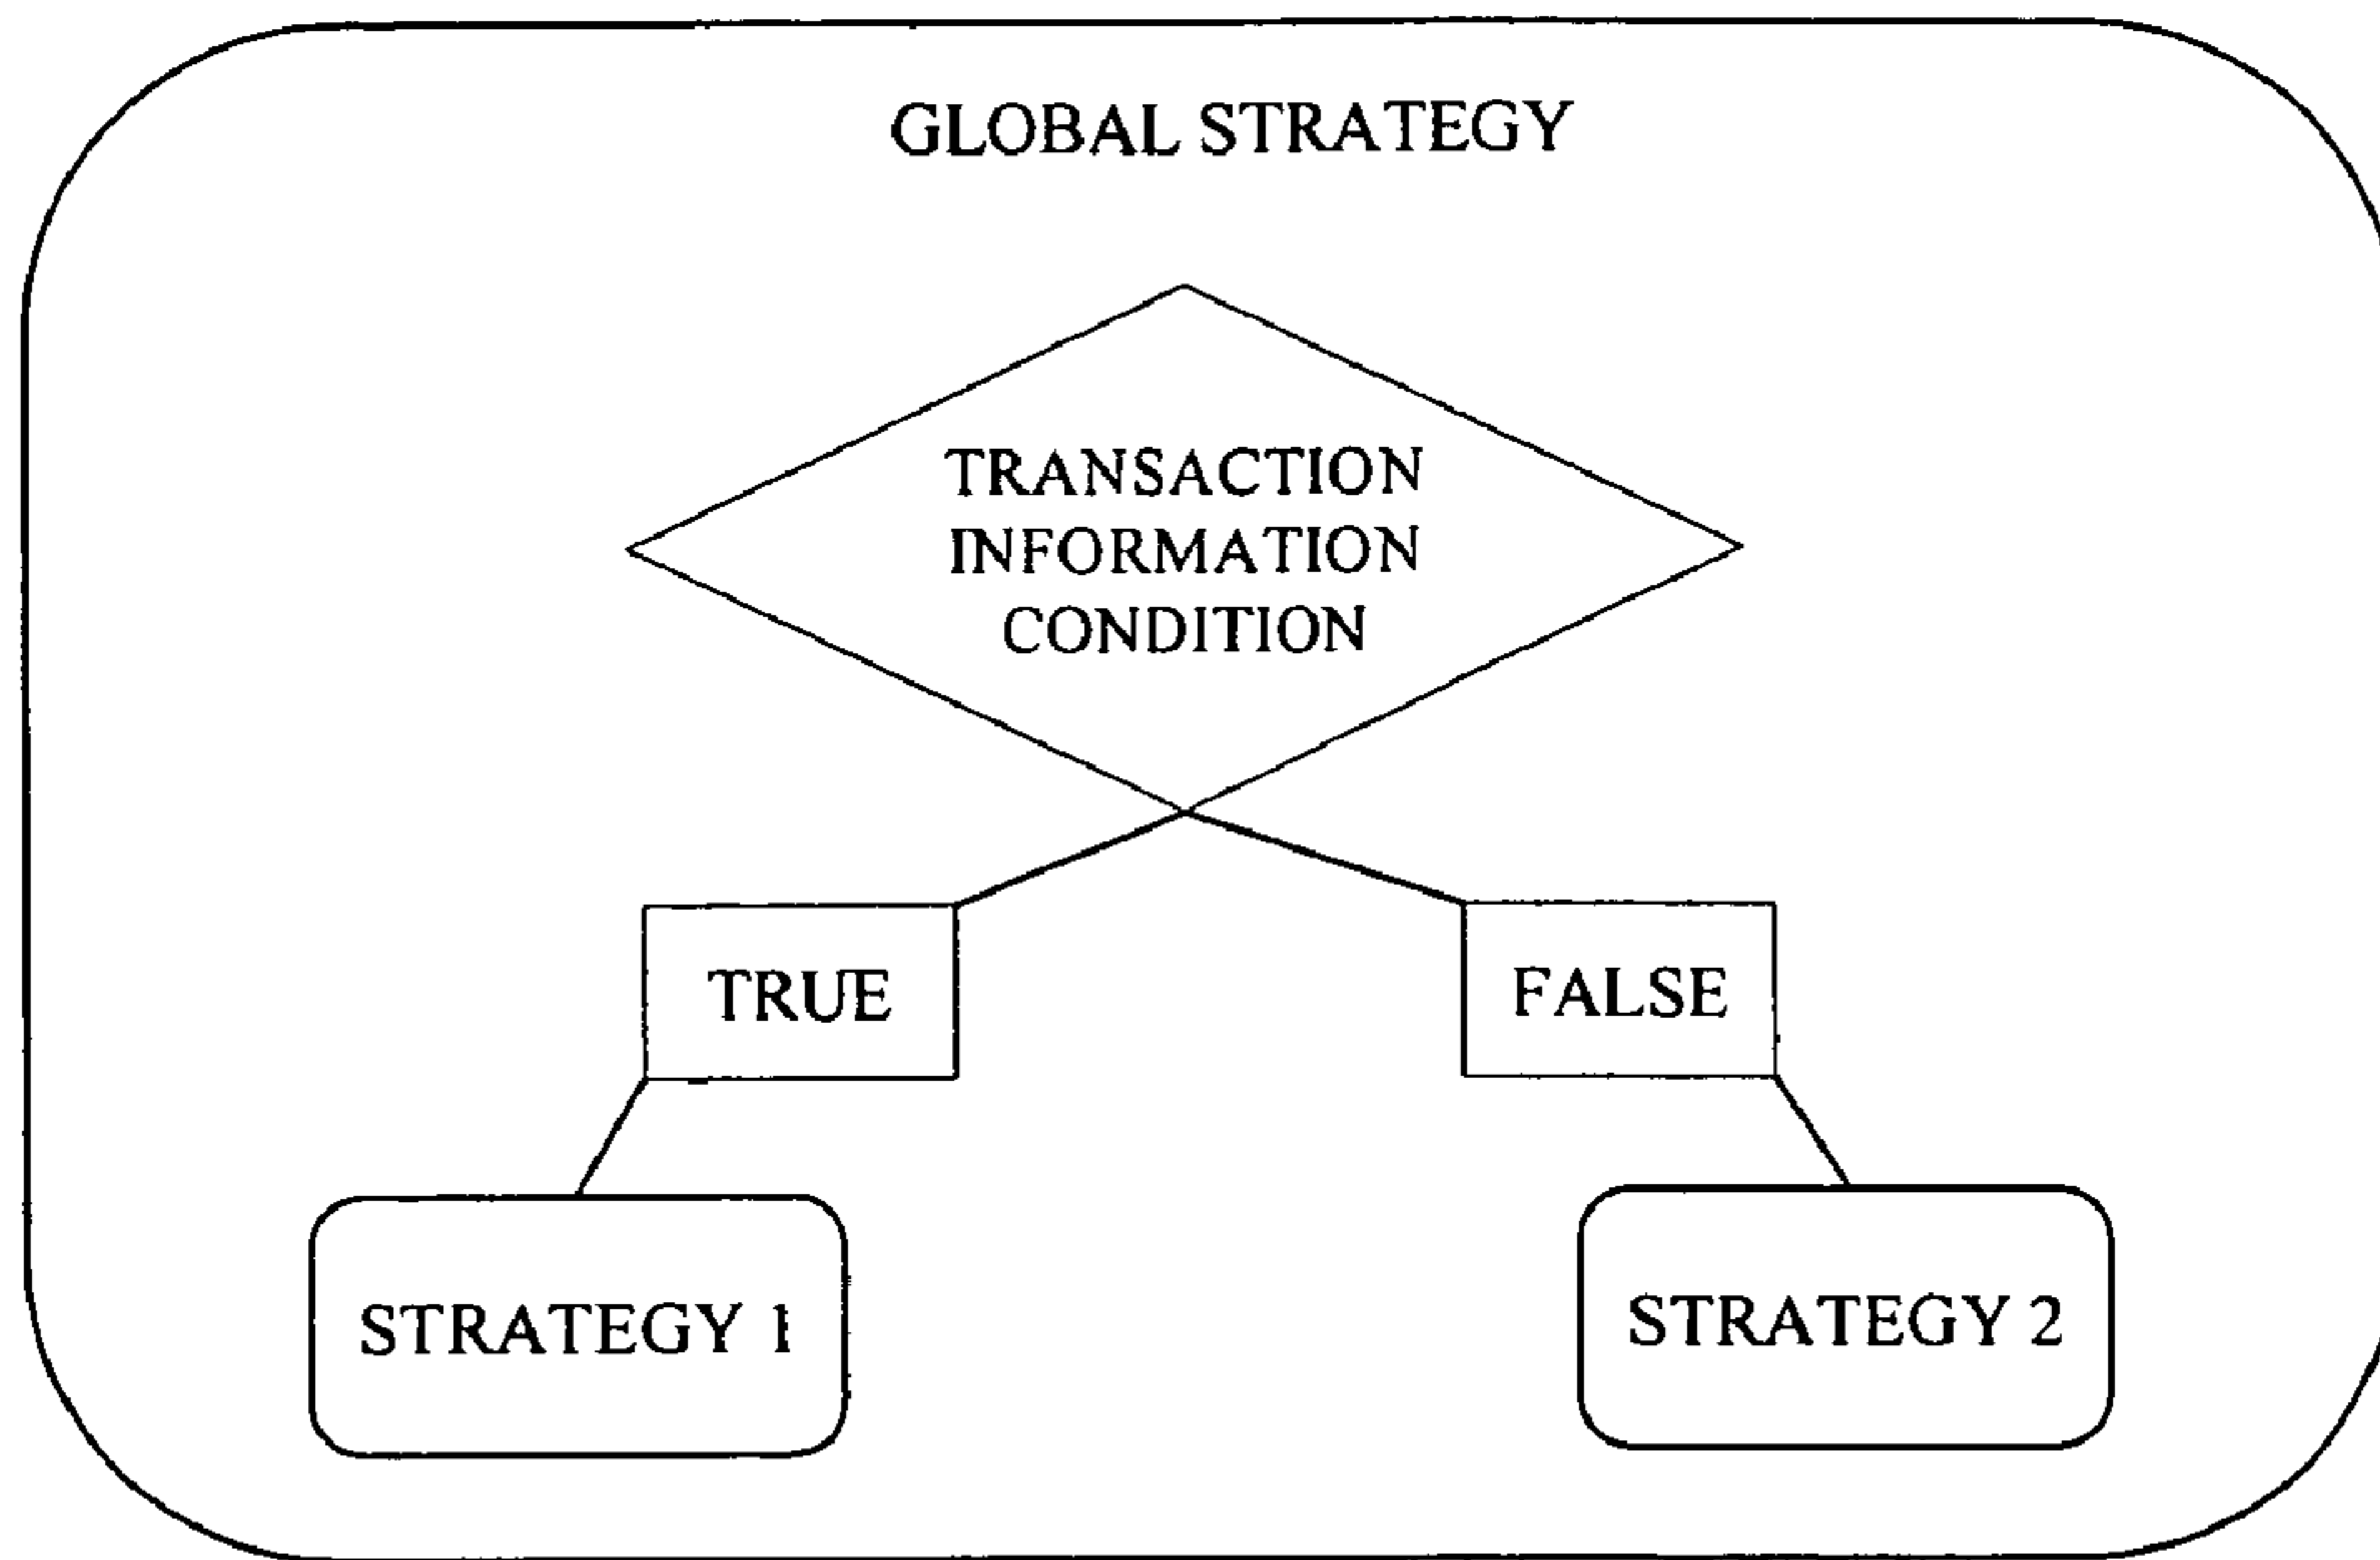 GLOBAL STRATEGY
TRANSACTION
INFORMATION
CONDITION
TRUE
FALSE
STRATEGY 1
STRATEGY 2